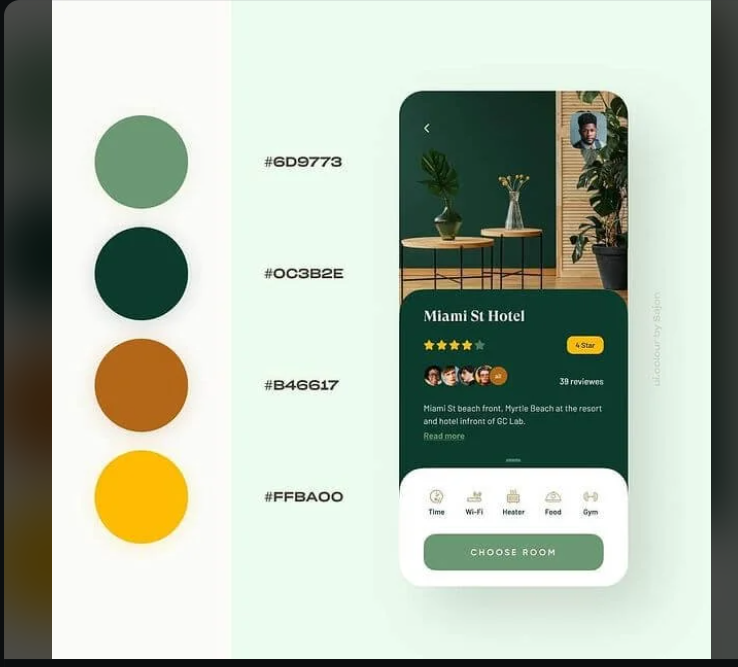 #6D9773
#0C3B2E
#B46617
#FFBA00
Miami St Hotel
4 Star
39 reviewes
Miami St beach front, Myrtle Beach at the resort
and hotel infront of GC Lab.
Read more
Time Wi-Fi Heater Food Gym
CHOOSE ROOM
ui.colour by Sajon